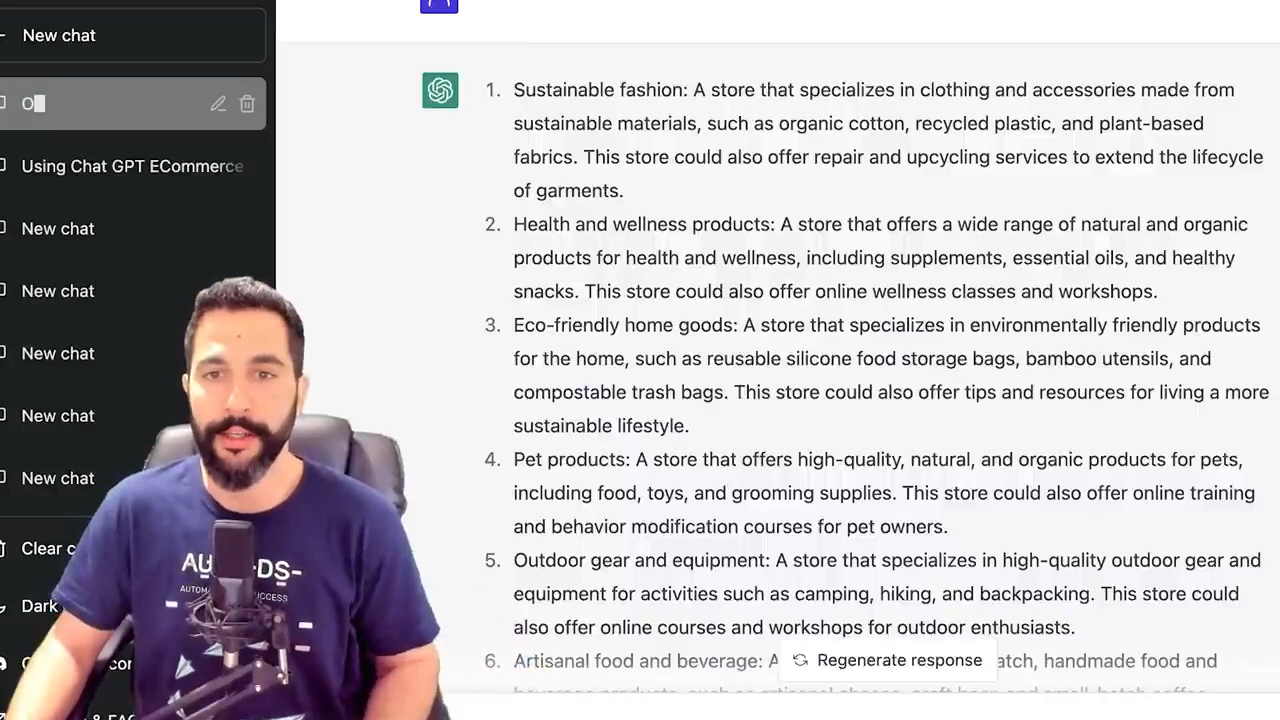 New chat
O
Using Chat GPT ECommerce
New chat
New chat
New chat
New chat
New chat
Clear c
Dark
& FAQ
AU DS-
AUTOM UCCESS
1. Sustainable fashion: A store that specializes in clothing and accessories made from
sustainable materials, such as organic cotton, recycled plastic, and plant-based
fabrics. This store could also offer repair and upcycling services to extend the lifecycle
of garments.
2. Health and wellness products: A store that offers a wide range of natural and organic
products for health and wellness, including supplements, essential oils, and healthy
snacks. This store could also offer online wellness classes and workshops.
3. Eco-friendly home goods: A store that specializes in environmentally friendly products
for the home, such as reusable silicone food storage bags, bamboo utensils, and
compostable trash bags. This store could also offer tips and resources for living a more
sustainable lifestyle.
4. Pet products: A store that offers high-quality, natural, and organic products for pets,
including food, toys, and grooming supplies. This store could also offer online training
and behavior modification courses for pet owners.
5. Outdoor gear and equipment: A store that specializes in high-quality outdoor gear and
equipment for activities such as camping, hiking, and backpacking. This store could
also offer online courses and workshops for outdoor enthusiasts.
6. Artisanal food and beverage: A atch, handmade food and
Regenerate response